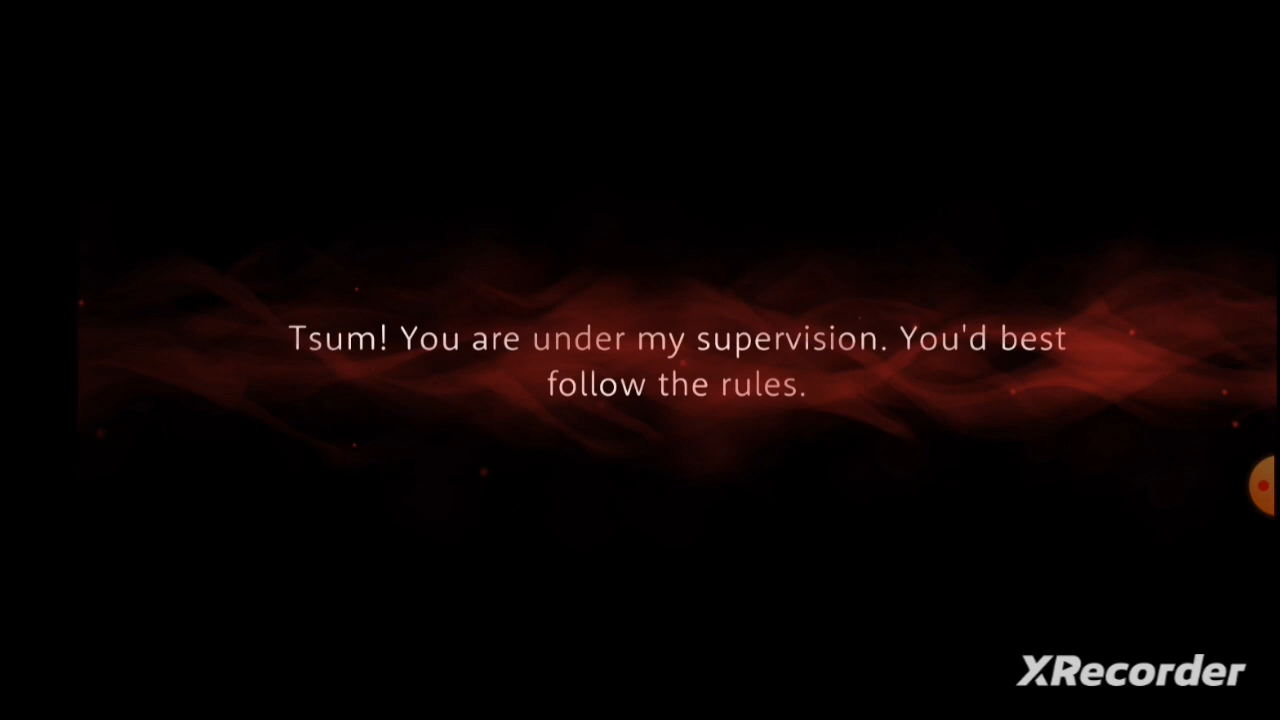 Tsum! You are under my supervision. You'd best
follow the rules.
XRecorder